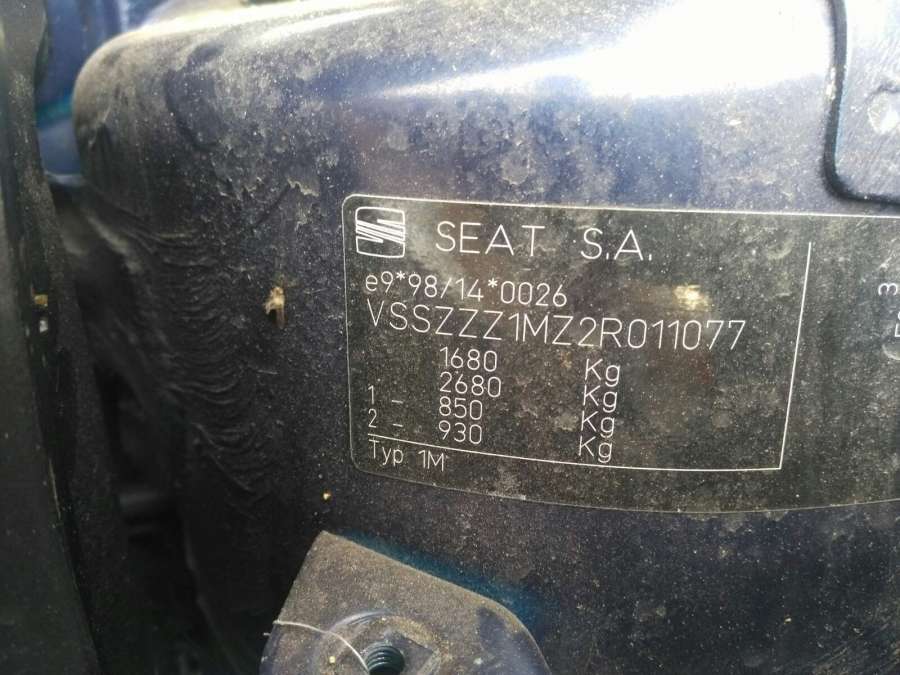 SEAT S.A.
e9*98/14*0026
VSSZZZ1MZ2R011077
1680 Kg
2680 Kg
1 - 850 Kg
2 - 930 Kg
Typ 1M